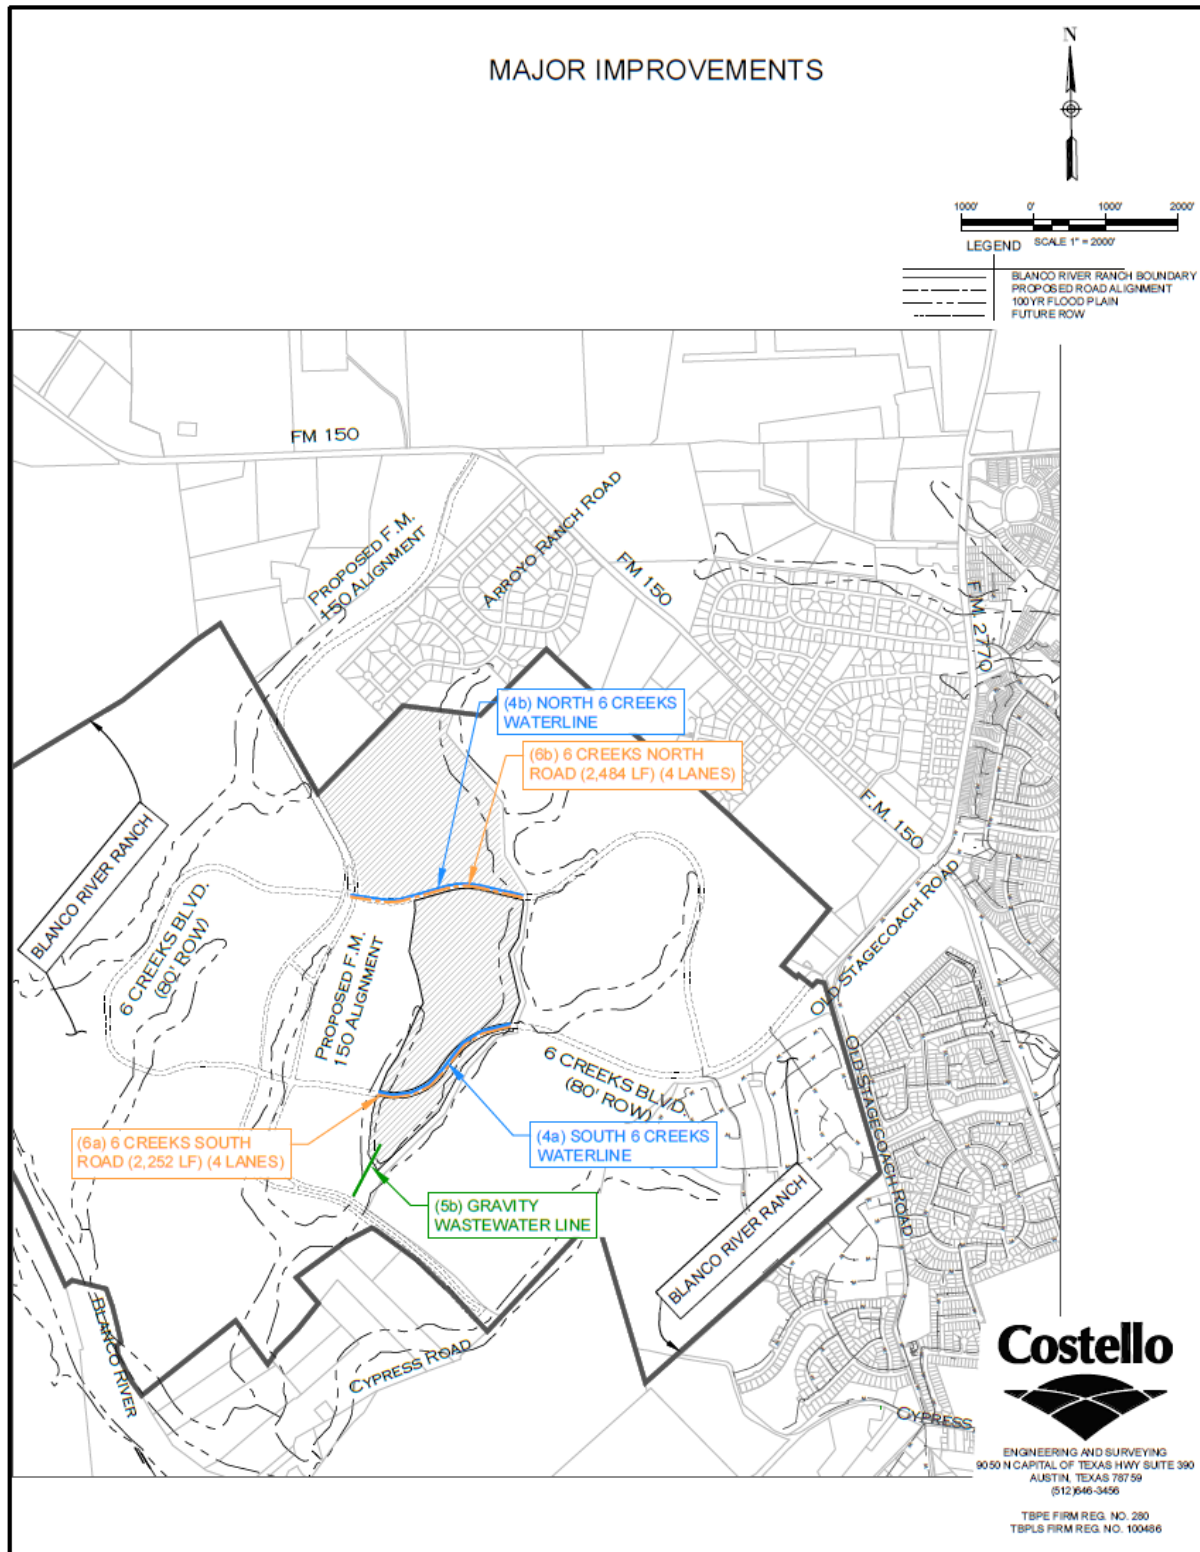 MAJOR IMPROVEMENTS
N
1000' 0' 1000' 2000'
LEGEND SCALE 1" = 2000'
BLANCO RIVER RANCH BOUNDARY
PROPOSED ROAD ALIGNMENT
100YR FLOOD PLAIN
FUTURE ROW
FM 150
PROPOSED F.M.
150 ALIGNMENT
ARROYO RANCH ROAD
FM 150
F.M. 2770
(4b) NORTH 6 CREEKS
WATERLINE
(6b) 6 CREEKS NORTH
ROAD (2,484 LF) (4 LANES)
F.M. 150
BLANCO RIVER RANCH
6 CREEKS BLVD.
(80' ROW)
PROPOSED F.M.
150 ALIGNMENT
OLD STAGECOACH ROAD
6 CREEKS BLVD.
(80' ROW)
OLD STAGECOACH ROAD
(6a) 6 CREEKS SOUTH
ROAD (2,252 LF) (4 LANES)
(4a) SOUTH 6 CREEKS
WATERLINE
(5b) GRAVITY
WASTEWATER LINE
BLANCO RIVER RANCH
BLANCO RIVER
CYPRESS ROAD
CYPRESS
Costello
ENGINEERING AND SURVEYING
9050 N CAPITAL OF TEXAS HWY SUITE 390
AUSTIN, TEXAS 78759
(512)646-3456
TBPE FIRM REG. NO. 280
TBPLS FIRM REG. NO. 100486